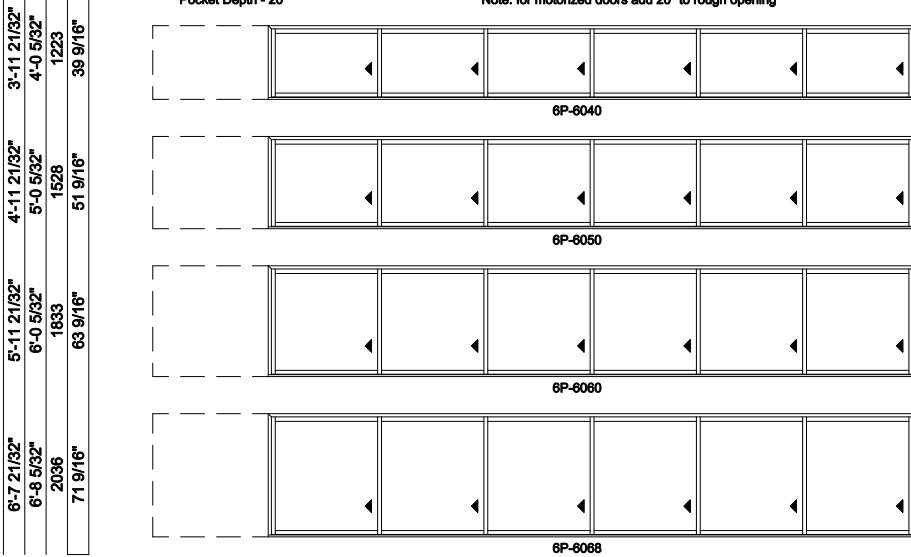 Pocket Depth - 20"
Note: for motorized doors add 20" to rough opening
3'-11 21/32"
4'-0 5/32"
1223
39 9/16"
6P-6040
4'-11 21/32"
5'-0 5/32"
1528
51 9/16"
6P-6050
5'-11 21/32"
6'-0 5/32"
1833
63 9/16"
6P-6060
6'-7 21/32"
6'-8 5/32"
2036
71 9/16"
6P-6068